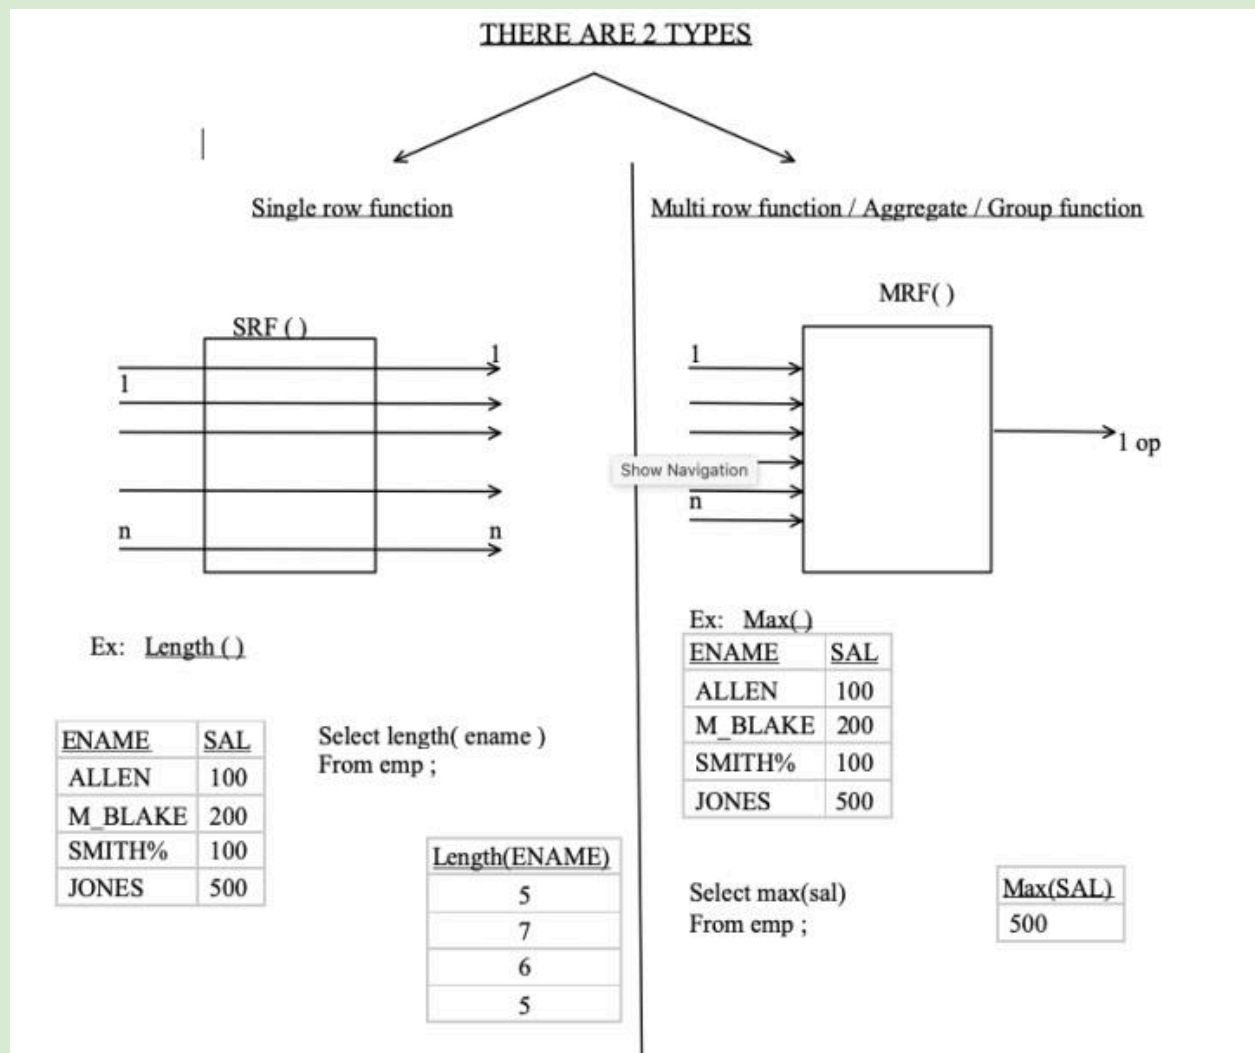 THERE ARE 2 TYPES
Single row function
SRF ( )
1
1
n
n
Ex: Length ( )
ENAME SAL
ALLEN 100
M_BLAKE 200
SMITH% 100
JONES 500
Select length( ename )
From emp ;
Length(ENAME)
5
7
6
5
Multi row function / Aggregate / Group function
MRF( )
1
Show Navigation
n
1 op
Ex: Max( )
ENAME SAL
ALLEN 100
M_BLAKE 200
SMITH% 100
JONES 500
Select max(sal)
From emp ;
Max(SAL)
500